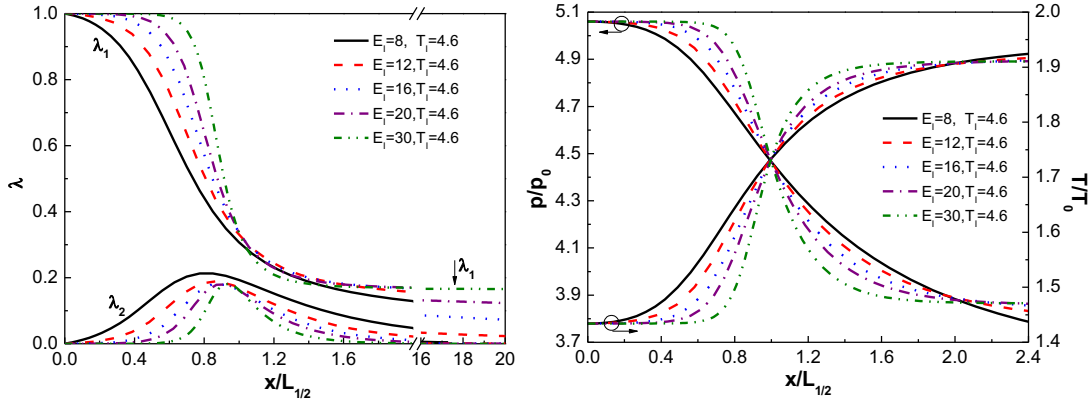 1.0
0.8
0.6
0.4
0.2
0.0
λ
λ1
λ2
λ1
E_I=8, T_I=4.6
E_I=12,T_I=4.6
E_I=16,T_I=4.6
E_I=20,T_I=4.6
E_I=30,T_I=4.6
0.0 0.4 0.8 1.2 1.6 16 18 20
x/L_1/2
5.1
4.9
4.7
4.5
4.3
4.1
3.9
3.7
p/p_0
E_I=8, T_I=4.6
E_I=12,T_I=4.6
E_I=16,T_I=4.6
E_I=20,T_I=4.6
E_I=30,T_I=4.6
2.0
1.9
1.8
1.7
1.6
1.5
1.4
T/T_0
0.0 0.4 0.8 1.2 1.6 2.0 2.4
x/L_1/2